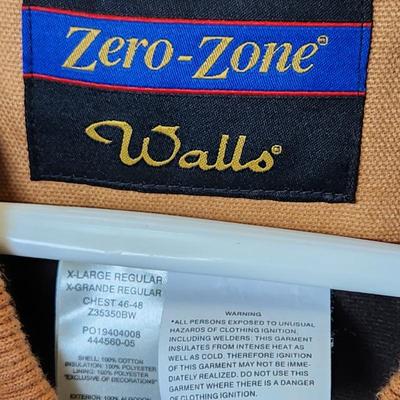 Zero-Zone®
Walls®
X-LARGE REGULAR
X-GRANDE REGULAR
CHEST 46-48
Z35350BW
PO19404008
444560-05
SHELL: 100% COTTON
INSULATION: 100% POLYESTER
LINING: 100% POLYESTER
*EXCLUSIVE OF DECORATIONS*
EXTERIOR: 100% ALGODON
WARNING
*ALL PERSONS EXPOSED TO UNUSUAL
HAZARDS OF CLOTHING IGNITION,
INCLUDING WELDERS: THIS GARMENT
INSULATES FROM INTENSE HEAT AS
WELL AS COLD. THEREFORE IGNITION
OF THIS GARMENT MAY NOT BE IMME-
DIATELY REALIZED. DO NOT USE THIS
GARMENT WHERE THERE IS A DANGER
OF CLOTHING IGNITION.